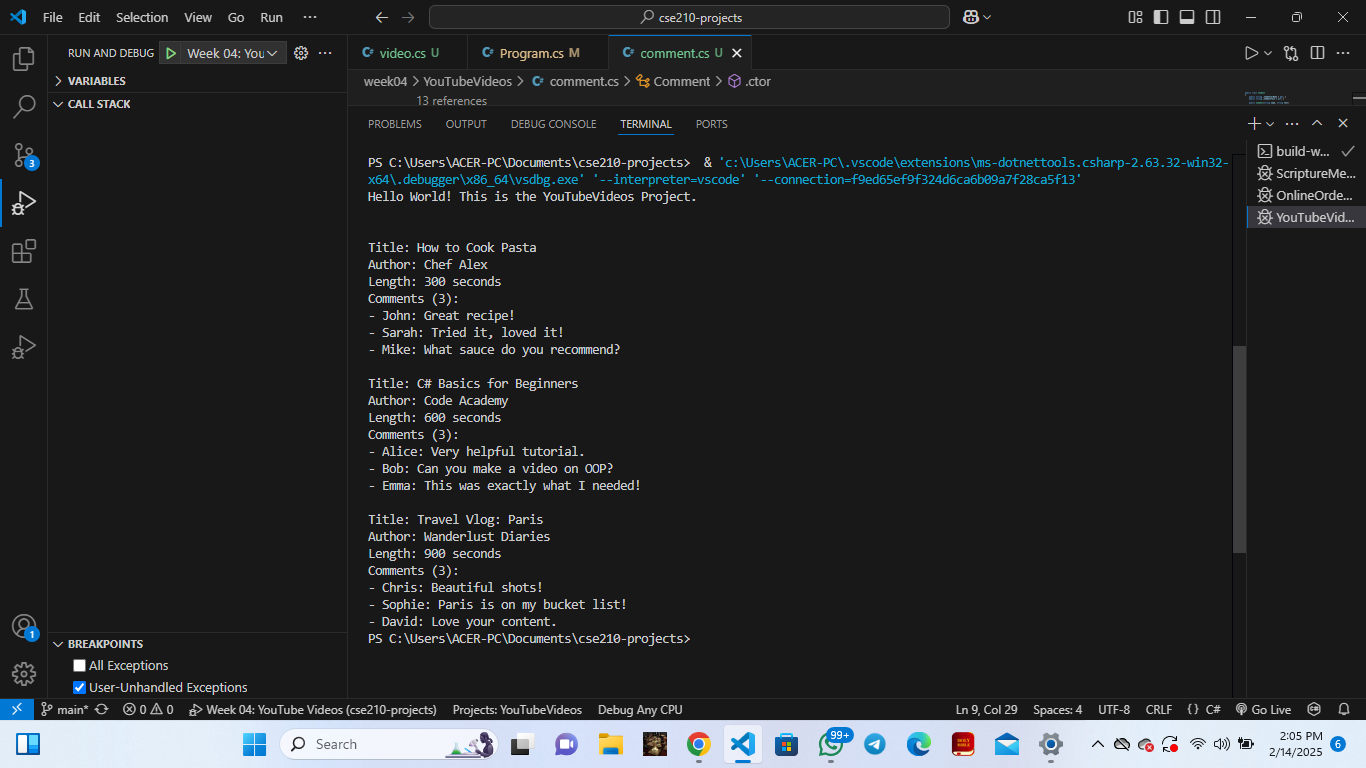 File Edit Selection View Go Run ···
cse210-projects
RUN AND DEBUG Week 04: You
VARIABLES
CALL STACK
BREAKPOINTS
All Exceptions
User-Unhandled Exceptions
3
1
video.cs U
Program.cs M
comment.cs U
week04 > YouTubeVideos > comment.cs > Comment > .ctor
13 references
PROBLEMS OUTPUT DEBUG CONSOLE TERMINAL PORTS
PS C:\Users\ACER-PC\Documents\cse210-projects>  & 'c:\Users\ACER-PC\.vscode\extensions\ms-dotnettools.csharp-2.63.32-win32-
x64\.debugger\x86_64\vsdbg.exe' '--interpreter=vscode' '--connection=f9ed65ef9f324d6ca6b09a7f28ca5f13'
Hello World! This is the YouTubeVideos Project.
Title: How to Cook Pasta
Author: Chef Alex
Length: 300 seconds
Comments (3):
- John: Great recipe!
- Sarah: Tried it, loved it!
- Mike: What sauce do you recommend?
Title: C# Basics for Beginners
Author: Code Academy
Length: 600 seconds
Comments (3):
- Alice: Very helpful tutorial.
- Bob: Can you make a video on OOP?
- Emma: This was exactly what I needed!
Title: Travel Vlog: Paris
Author: Wanderlust Diaries
Length: 900 seconds
Comments (3):
- Chris: Beautiful shots!
- Sophie: Paris is on my bucket list!
- David: Love your content.
PS C:\Users\ACER-PC\Documents\cse210-projects>
build-w...
ScriptureMe...
OnlineOrde...
YouTubeVid...
main* 0 0 Week 04: YouTube Videos (cse210-projects) Projects: YouTubeVideos Debug Any CPU Ln 9, Col 29 Spaces: 4 UTF-8 CRLF {} C# Go Live
Search
99+
2:05 PM
2/14/2025
6